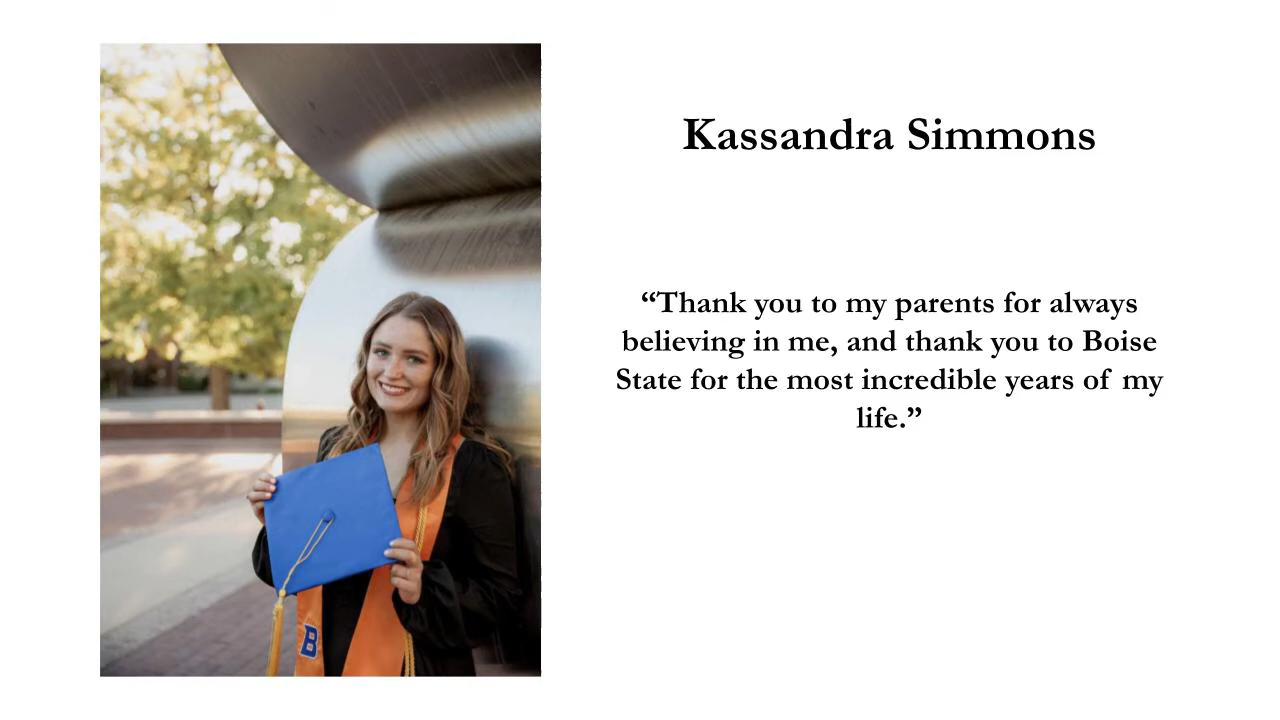 Kassandra Simmons
“Thank you to my parents for always
believing in me, and thank you to Boise
State for the most incredible years of my
life.”
B